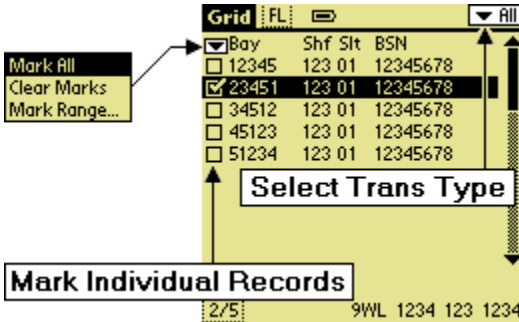 Grid FL All
Bay Shf Slt BSN
Mark All
12345 123 01 12345678
Clear Marks
23451 123 01 12345678
Mark Range...
34512 123 01 12345678
45123 123 01 12345678
51234 123 01 12345678
Select Trans Type
Mark Individual Records
2/5 9WL 1234 123 1234